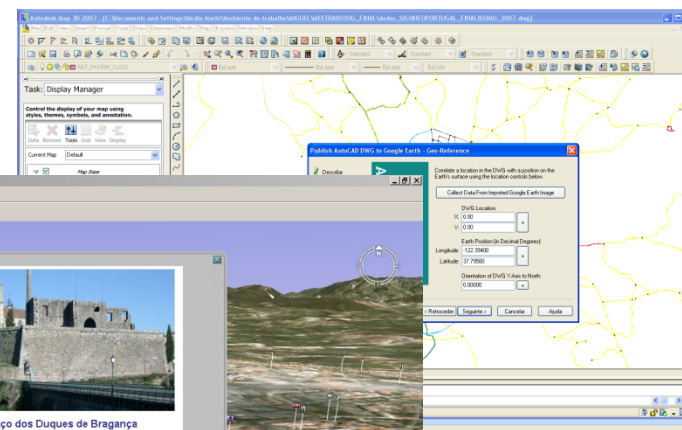 Autodesk Map 3D 2007 - [C:\Documents and Settings\Media Markt\Ambiente de trabalho\MIGUEL\MESTRADO\DWG_FINAL\dados_SIG\INFOPORTUGAL_FINALISSIMO_2007.dwg]
REF_PATRIM_CLASS
ByLayer
ByLayer
ByLayer
ByColor
Standard
Standard
Standard
Task: Display Manager
Control the display of your map using
styles, themes, symbols, and annotation.
Data Remove Tools Grid View Display
Current Map Default
Map Base
Publish AutoCAD DWG to Google Earth - Geo-Reference
Describe
Correlate a location in the DWG with a position on the
Earth's surface using the location controls below.
Collect Data From Imported Google Earth Image
DWG Location:
X: 0.00
Y: 0.00
Earth Position (in Decimal Degrees):
Longitude: -122.39400
Latitude: 37.79500
Orientation of DWG Y-Axis to North:
0.00000
< Retroceder Seguinte > Cancelar Ajuda
ço dos Duques de Bragança